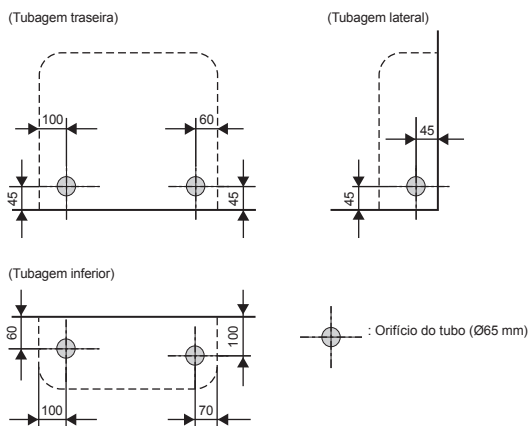 (Tubagem traseira)
(Tubagem lateral)
100
60
45
45
45
45
(Tubagem inferior)
60
100
: Orifício do tubo (Ø65 mm)
100
70